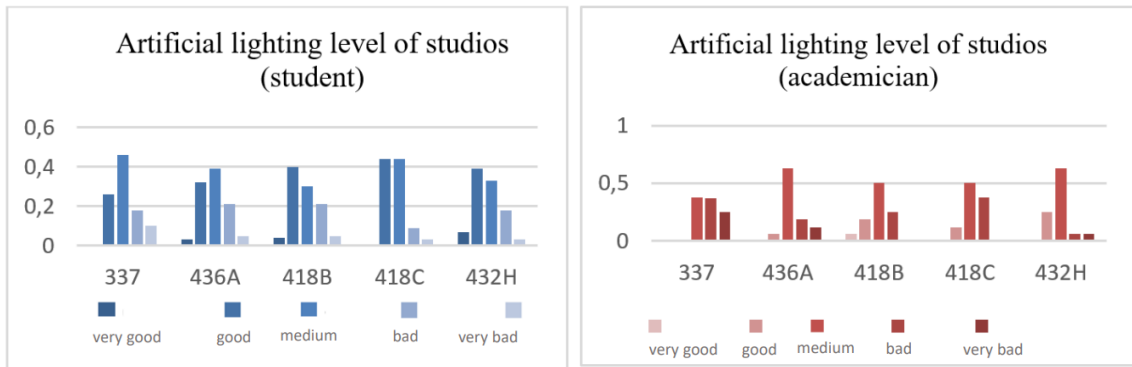 Artificial lighting level of studios
(student)
0,6
0,4
0,2
0
337 436A 418B 418C 432H
very good good medium bad very bad
Artificial lighting level of studios
(academician)
1
0,5
0
337 436A 418B 418C 432H
very good good medium bad very bad